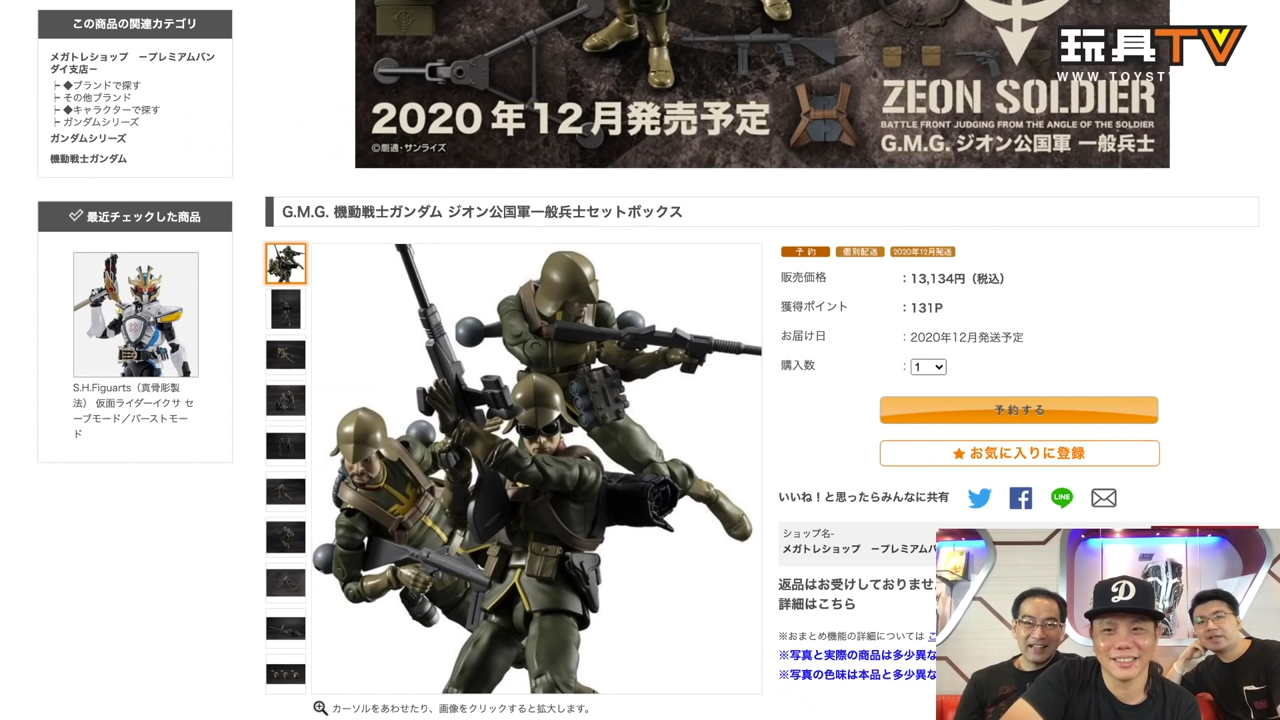 この商品の関連カテゴリ
メガトレショップ　ープレミアムバン
ダイ支店ー
├ ◆ブランドで探す
├ その他ブランド
├ ◆キャラクターで探す
├ ガンダムシリーズ
ガンダムシリーズ
機動戦士ガンダム
最近チェックした商品
S.H.Figuarts（真骨彫製
法） 仮面ライダーイクサ セ
ーブモード／バーストモー
ド
2020年12月発売予定
©創通・サンライズ
ZEON SOLDIER
BATTLE FRONT JUDGING FROM THE ANGLE OF THE SOLDIER
G.M.G. ジオン公国軍 一般兵士
玩具TV
WWW.TOYSTV
G.M.G. 機動戦士ガンダム ジオン公国軍一般兵士セットボックス
予約 個別配送 2020年12月発送
販売価格 ：13,134円（税込）
獲得ポイント ：131P
お届け日 ：2020年12月発送予定
購入数 ：1
予約する
★お気に入りに登録
いいね！と思ったらみんなに共有
LINE
ショップ名-
メガトレショップ　ープレミアムバ
返品はお受けしておりませ
詳細はこちら
※おまとめ機能の詳細については こ
※写真と実際の商品は多少異な
※写真の色味は本品と多少異な
カーソルをあわせたり、画像をクリックすると拡大します。
D